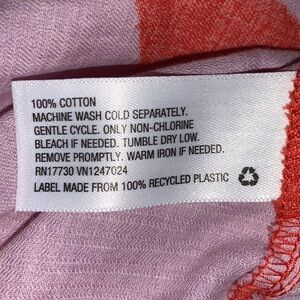 100% COTTON
MACHINE WASH COLD SEPARATELY.
GENTLE CYCLE. ONLY NON-CHLORINE
BLEACH IF NEEDED. TUMBLE DRY LOW.
REMOVE PROMPTLY. WARM IRON IF NEEDED.
RN17730 VN1247024
LABEL MADE FROM 100% RECYCLED PLASTIC